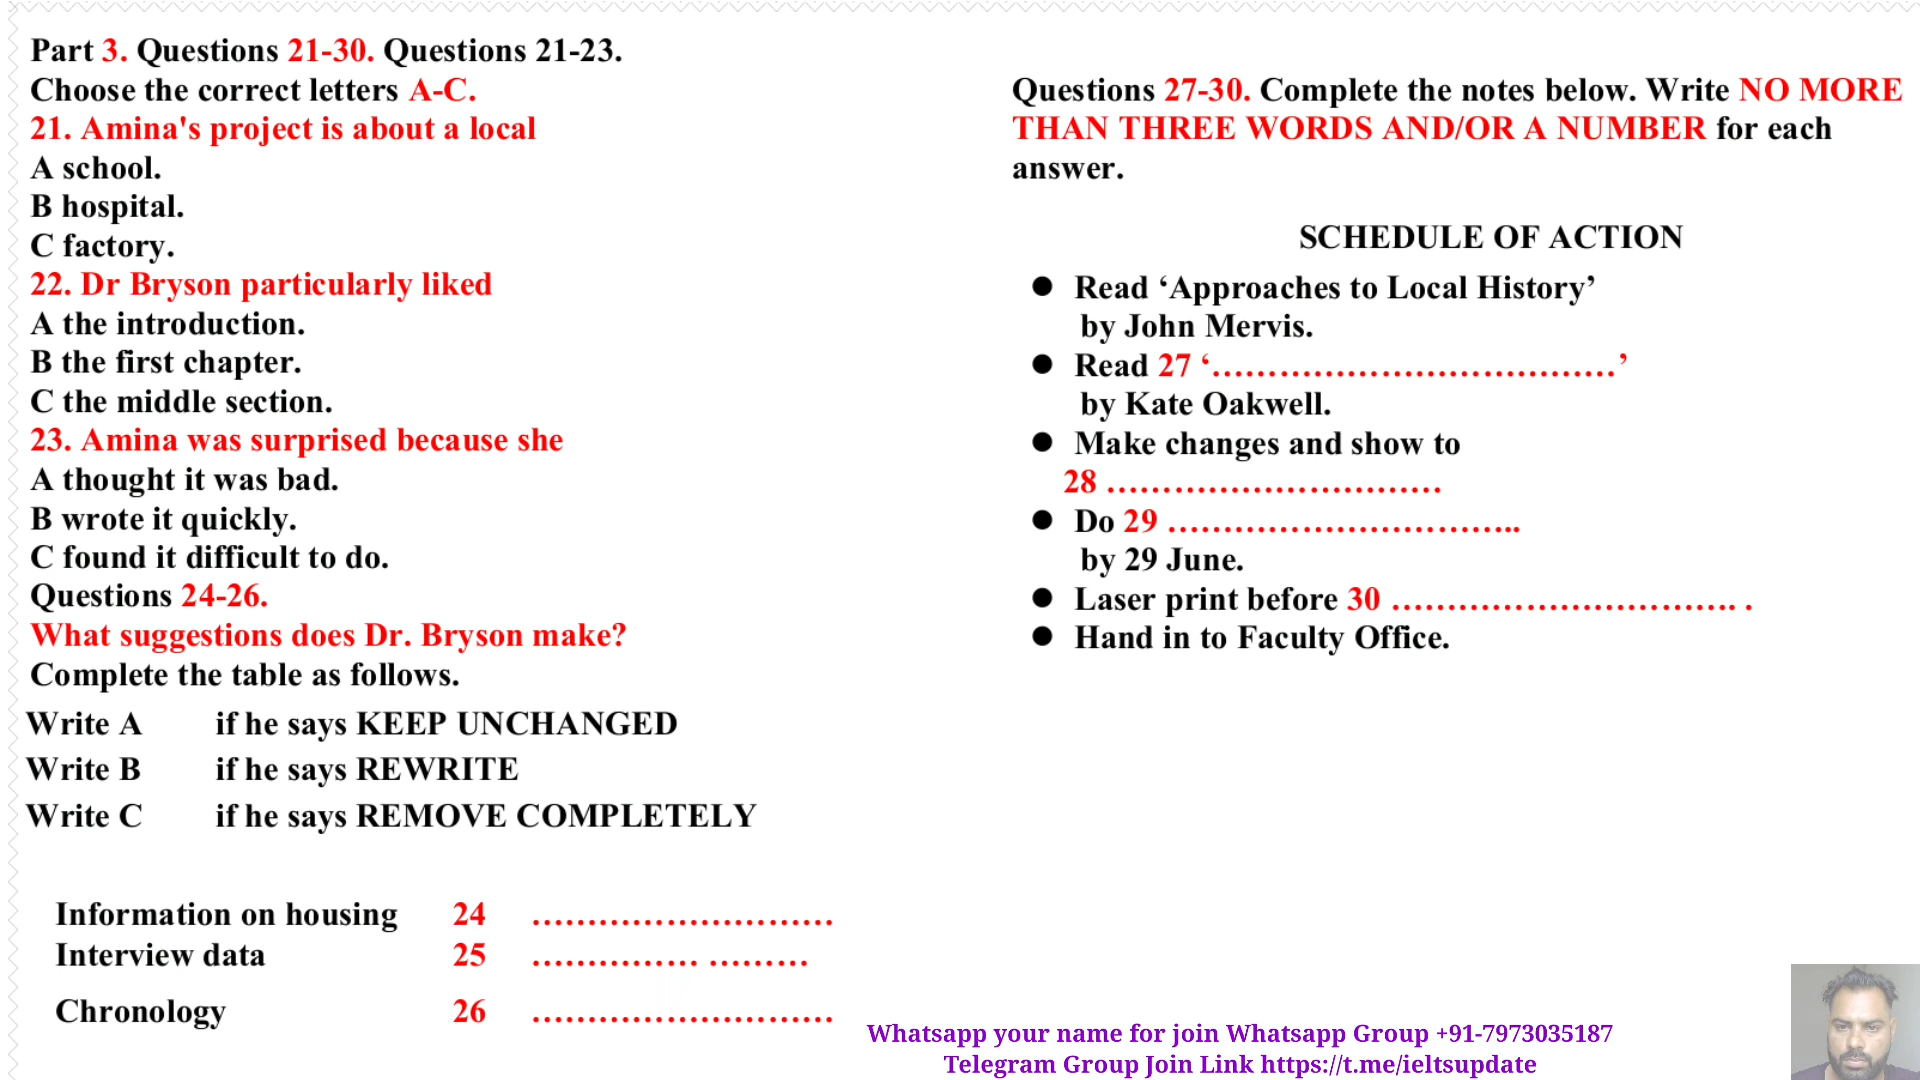 Part 3. Questions 21-30. Questions 21-23.
Choose the correct letters A-C.
21. Amina's project is about a local
A school.
B hospital.
C factory.
22. Dr Bryson particularly liked
A the introduction.
B the first chapter.
C the middle section.
23. Amina was surprised because she
A thought it was bad.
B wrote it quickly.
C found it difficult to do.
Questions 24-26.
What suggestions does Dr. Bryson make?
Complete the table as follows.
Write A if he says KEEP UNCHANGED
Write B if he says REWRITE
Write C if he says REMOVE COMPLETELY
Information on housing 24 ………………………
Interview data 25 …………… ………
Chronology 26 ………………………
Questions 27-30. Complete the notes below. Write NO MORE
THAN THREE WORDS AND/OR A NUMBER for each
answer.
SCHEDULE OF ACTION
● Read ‘Approaches to Local History’
by John Mervis.
● Read 27 ‘………………………………’
by Kate Oakwell.
● Make changes and show to
28 …………………………
● Do 29 …………………………..
by 29 June.
● Laser print before 30 …………………………. .
● Hand in to Faculty Office.
Whatsapp your name for join Whatsapp Group +91-7973035187
Telegram Group Join Link https://t.me/ieltsupdate